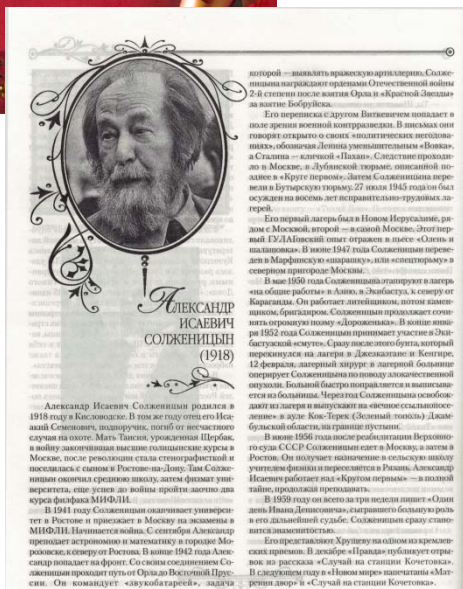 АЛЕКСАНДР
ИСАЕВИЧ
СОЛЖЕНИЦЫН
(1918)
Александр Исаевич Солженицын родился в
1918 году в Кисловодске. В том же году отец его Иса-
акий Семенович, подпоручик, погиб от несчастного
случая на охоте. Мать Таисия, урожденная Щербак,
в войну закончившая высшие голицынские курсы в
Москве, после революции стала стенографисткой и
поселилась с сыном в Ростове-на-Дону. Там Солже-
ницын окончил среднюю школу, затем физмат уни-
верситета, еще успев до войны пройти заочно два
курса филфака МИФЛИ.
В 1941 году Солженицын оканчивает универси-
тет в Ростове и приезжает в Москву на экзамены в
МИФЛИ. Начинается война. С сентября Александр
преподает астрономию и математику в городке Мо-
розовске, к северу от Ростова. В конце 1942 года Алек-
сандр попадает на фронт. Со своим соединением Со-
лженицын проходит путь от Орла до Восточной Прус-
сии. Он командует «звукобатареей», задача
которой — выявлять вражескую артиллерию. Солже-
ницына награждают орденами Отечественной войны
2-й степени после взятия Орла и «Красной Звезды»
за взятие Бобруйска.
Его переписка с другом Виткевичем попадает в
поле зрения военной контрразведки. В письмах они
говорят открыто о своих «политических негодова-
ниях», обозначая Ленина уменьшительным «Вовка»,
а Сталина — кличкой «Пахан». Следствие проходи-
ло в Москве, в Лубянской тюрьме, описанной по-
зднее в «Круге первом». Затем Солженицына пере-
вели в Бутырскую тюрьму. 27 июля 1945 года он был
осужден на восемь лет исправительно-трудовых ла-
герей.
Его первый лагерь был в Новом Иерусалиме, ря-
дом с Москвой, второй — в самой Москве. Этот пер-
вый ГУЛАГовский опыт отражен в пьесе «Олень и
шалашовка». В июне 1947 года Солженицын переве-
ден в Марфинскую «шарашку», или «спецтюрьму» в
северном пригороде Москвы.
В мае 1950 года Солженицына этапируют в лагерь
«на общие работы» в Азию, в Экибастуз, к северу от
Караганды. Он работает литейщиком, потом камен-
щиком, бригадиром. Солженицын продолжает сочи-
нять огромную поэму «Дороженька». В конце янва-
ря 1952 года Солженицын принимает участие в Эки-
бастузской «смуте». Сразу после этого бунта, который
перекинулся на лагеря в Джезказгане и Кенгире,
12 февраля, лагерный хирург в лагерной больнице
оперирует Солженицына по поводу злокачественной
опухоли. Больной быстро поправляется и выписыва-
ется из больницы. Через год Солженицына освобож-
дают из лагеря и выпускают на «вечное ссыльнопосе-
ление» в ауле Кок-Терек (Зеленый тополь) Джам-
бульской области, на границе пустыни.
В июне 1956 года после реабилитации Верховно-
го суда СССР Солженицын едет в Москву, а затем в
Ростов. Он получает назначение в сельскую школу
учителем физики и переселяется в Рязань. Александр
Исаевич работает над «Кругом первым» — в полной
тайне, продолжая преподавать.
В 1959 году он всего за три недели пишет «Один
день Ивана Денисовича», сыгравшего большую роль
в его дальнейшей судьбе. Солженицын сразу стано-
вится знаменитостью.
Его представляют Хрущеву на одном из кремлев-
ских приемов. В декабре «Правда» публикует отры-
вок из рассказа «Случай на станции Кочетовка».
В следующем году в «Новом мире» напечатаны «Мат-
ренин двор» и «Случай на станции Кочетовка».